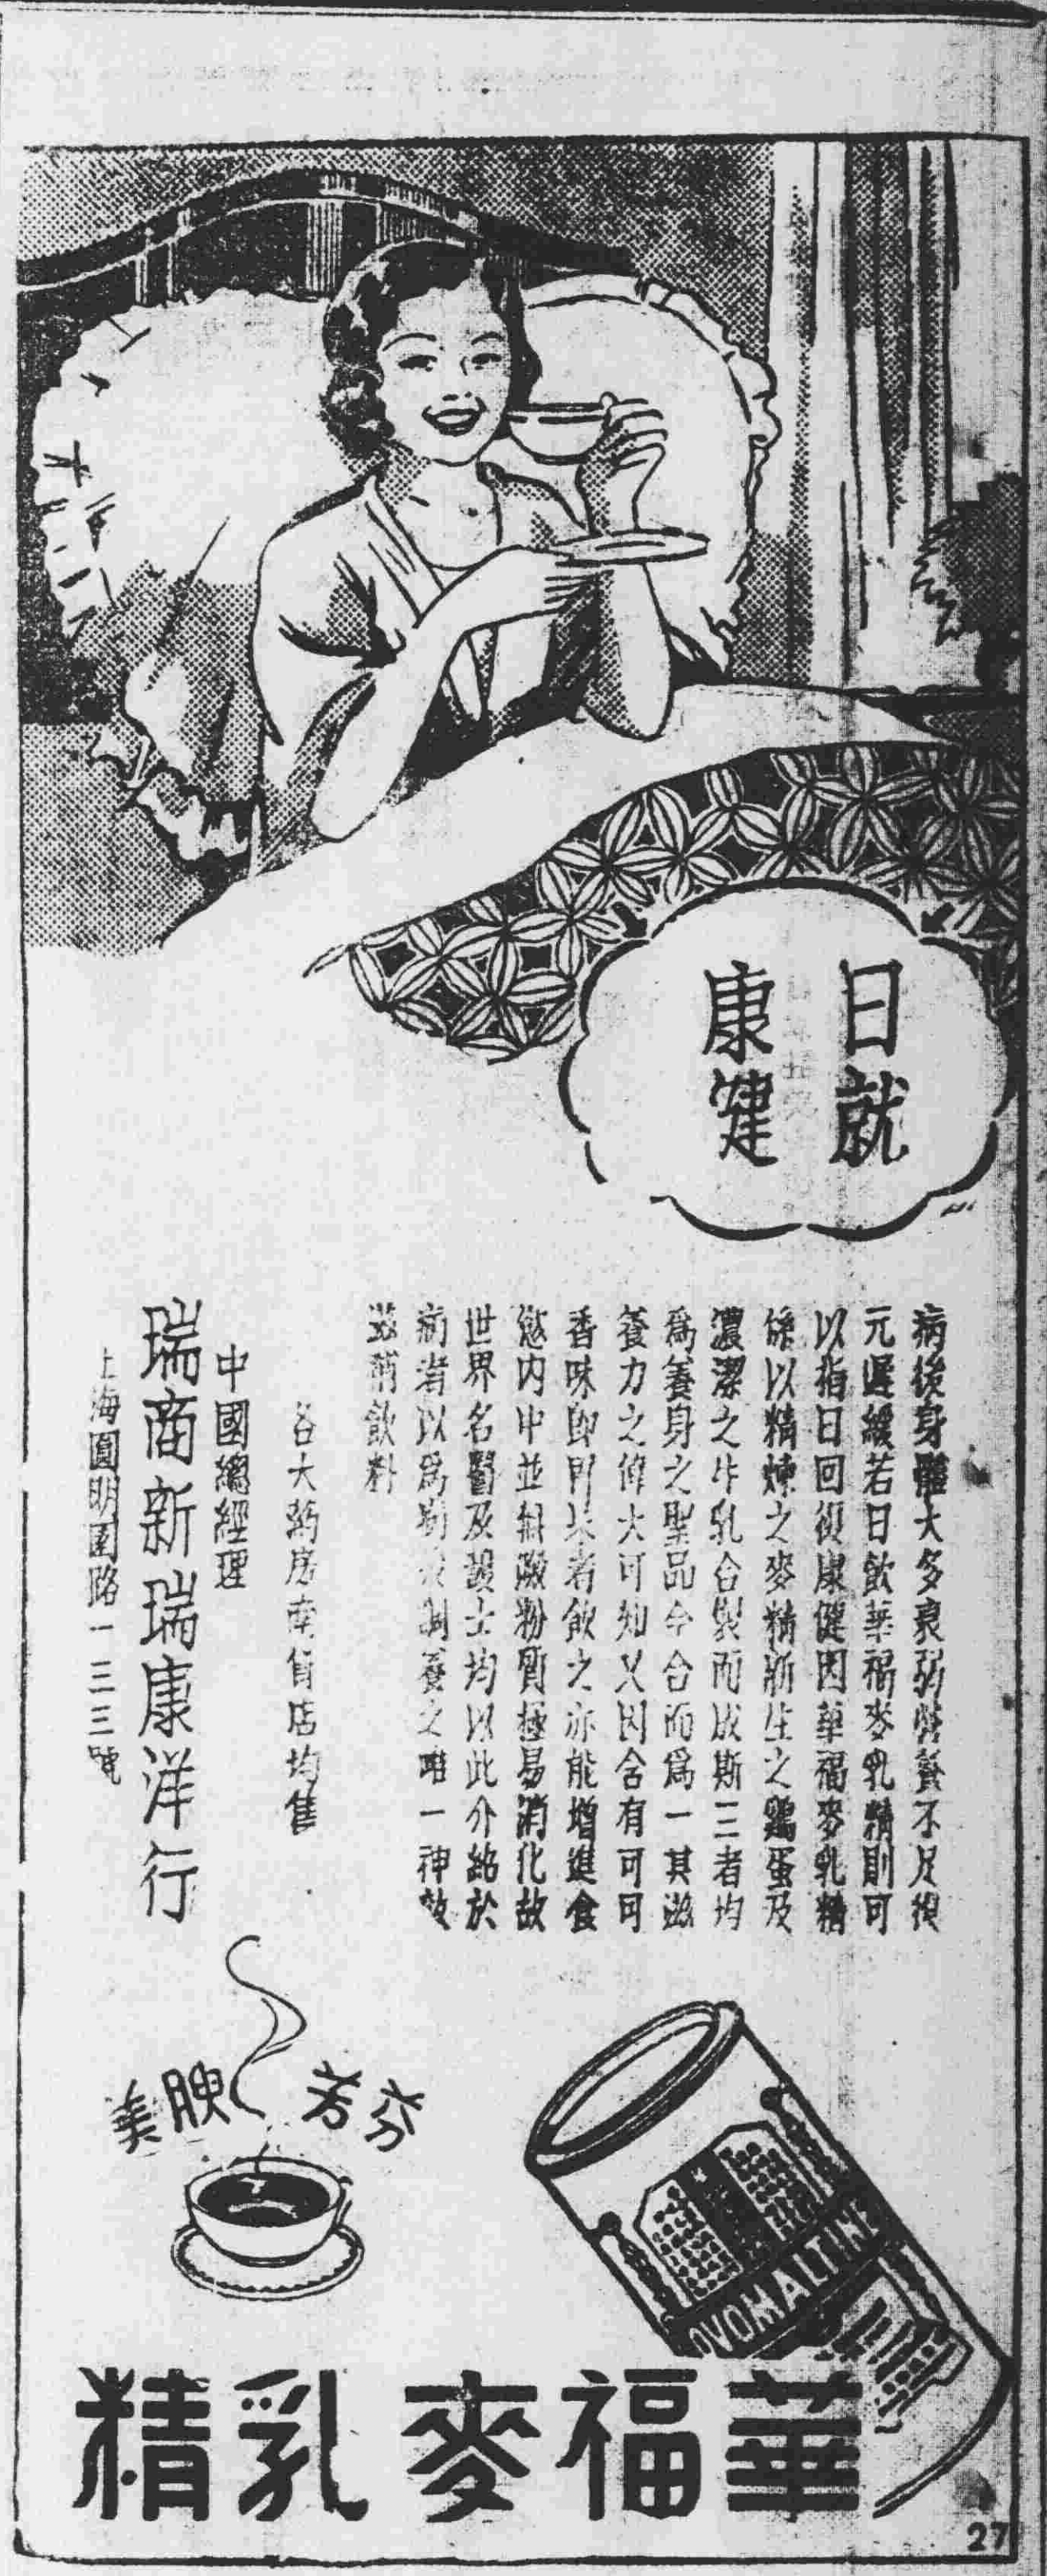 日就
康健
病後身體大多衰弱營養不足復
元遲緩若日飲華福麥乳精則可
以指日回復康健因華福麥乳精
係以精煉之麥精新生之鷄蛋及
濃潔之牛乳合製而成斯三者均
爲養身之聖品今合而爲一其滋
養力之偉大可知又因含有可可
香味即門者飲之亦能增進食
慾內中並無澱粉質極易消化故
世界名醫及護士均以此介紹於
病者以爲調養之唯一神效
滋補飲料
各大藥房南貨店均售
中國總經理
瑞商新瑞康洋行
上海圓明園路一三三號
芬芳
腴美
OVOMALTINE
華福麥乳精
27